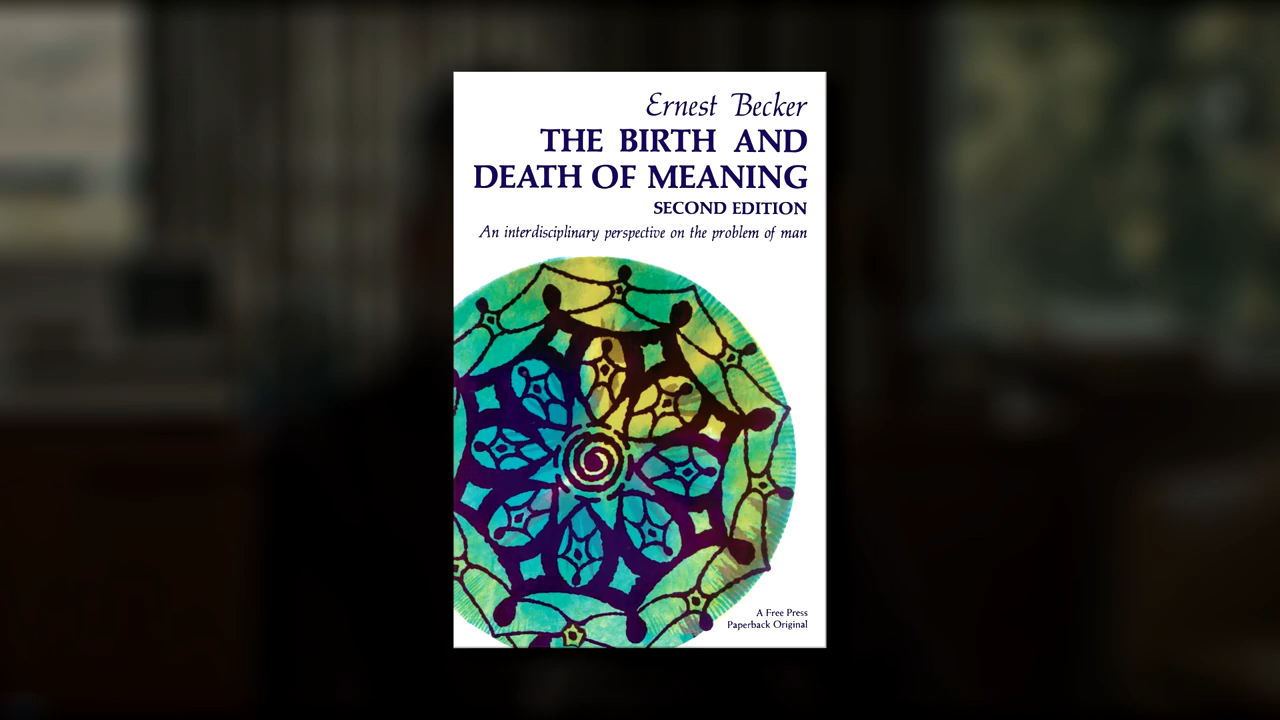 Ernest Becker
THE BIRTH AND
DEATH OF MEANING
SECOND EDITION
An interdisciplinary perspective on the problem of man
A Free Press
Paperback Original